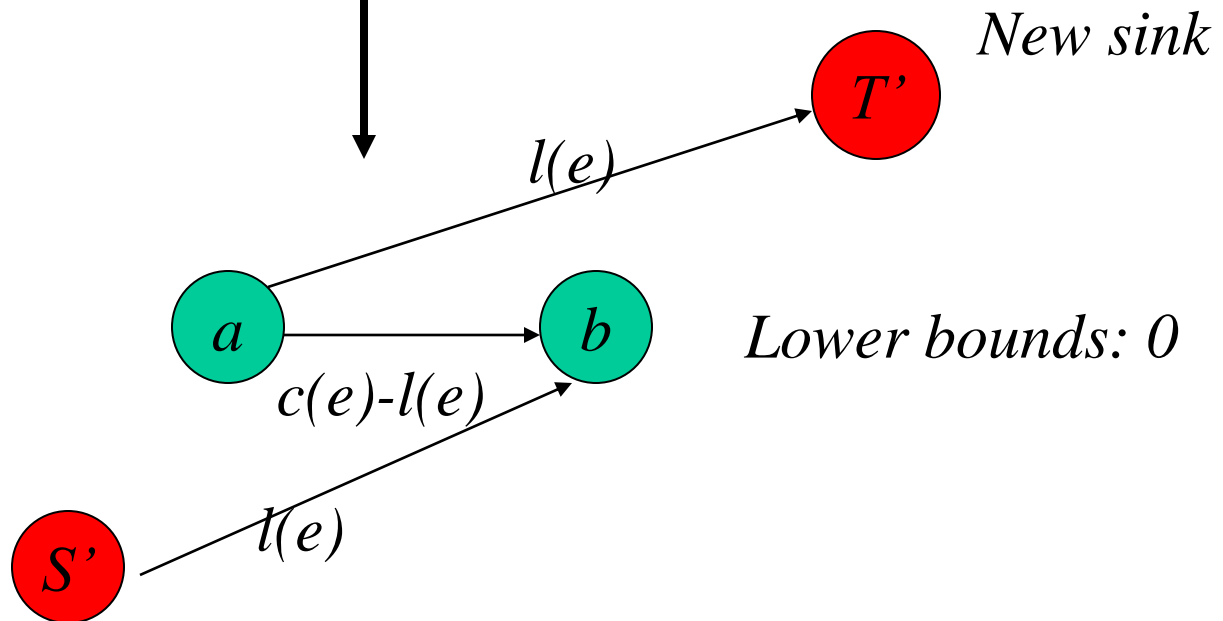 New sink
T’
l(e)
a
b
Lower bounds: 0
c(e)-l(e)
l(e)
S’